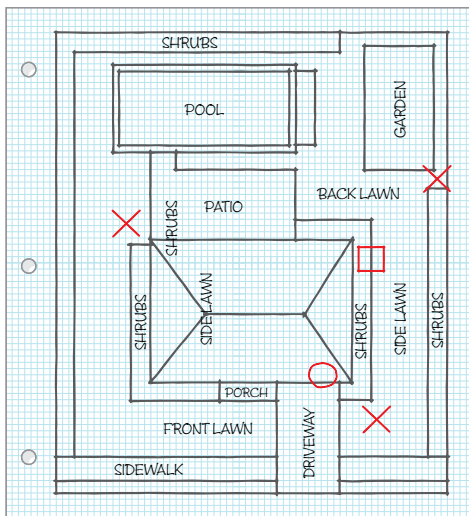 SHRUBS
POOL
GARDEN
BACK LAWN
PATIO
SHRUBS
SHRUBS
SIDE LAWN
SHRUBS
SIDE LAWN
SHRUBS
PORCH
FRONT LAWN
DRIVEWAY
SIDEWALK